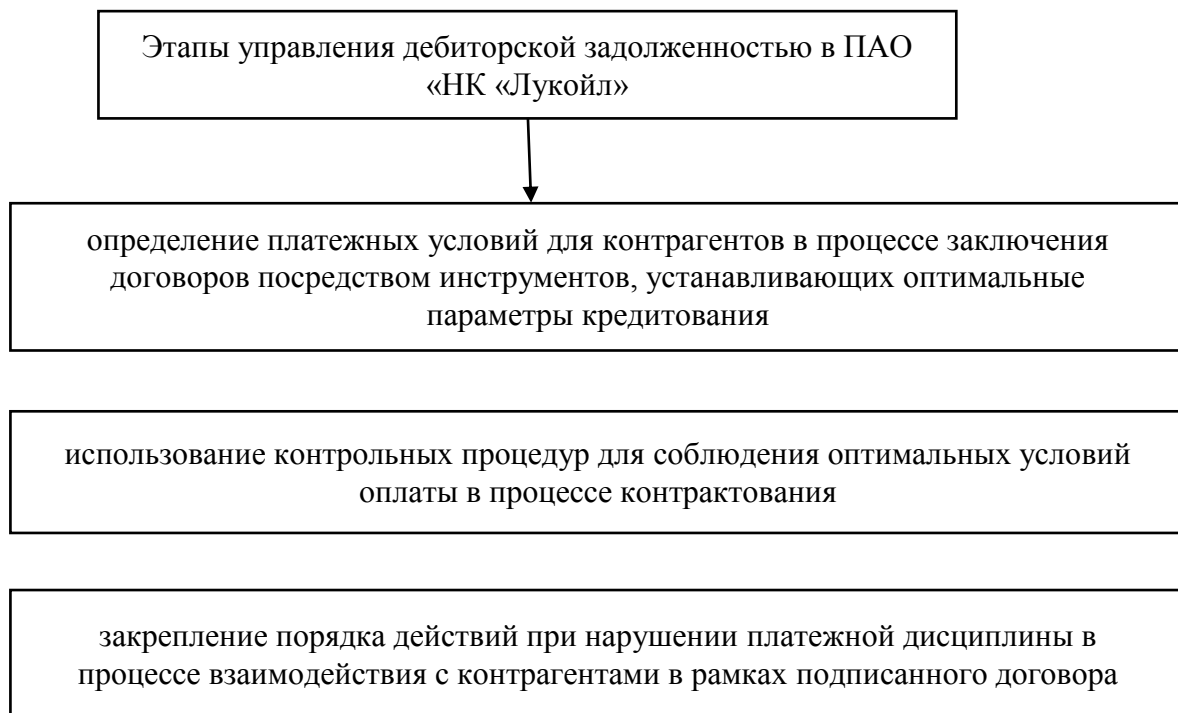 Этапы управления дебиторской задолженностью в ПАО
«НК «Лукойл»
определение платежных условий для контрагентов в процессе заключения
договоров посредством инструментов, устанавливающих оптимальные
параметры кредитования
использование контрольных процедур для соблюдения оптимальных условий
оплаты в процессе контрактования
закрепление порядка действий при нарушении платежной дисциплины в
процессе взаимодействия с контрагентами в рамках подписанного договора